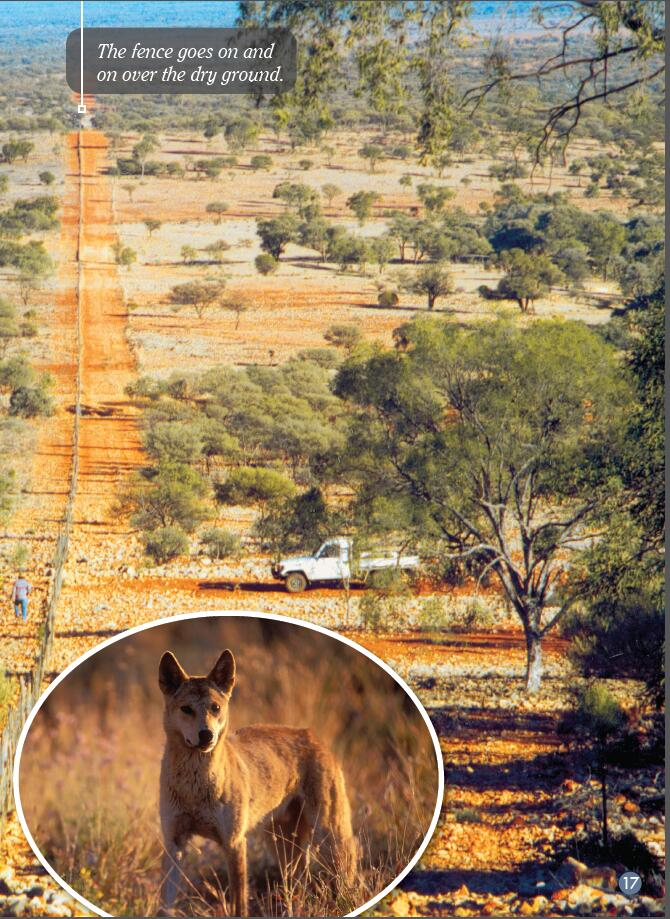 The fence goes on and
on over the dry ground.
17